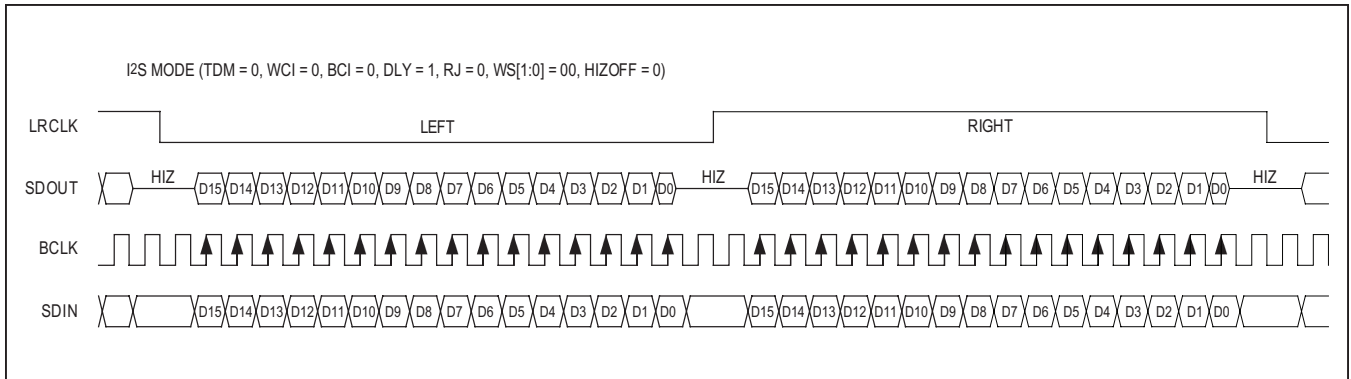 I2S MODE (TDM = 0, WCI = 0, BCI = 0, DLY = 1, RJ = 0, WS[1:0] = 00, HIZOFF = 0)
LRCLK LEFT RIGHT
SDOUT HIZ D15 D14 D13 D12 D11 D10 D9 D8 D7 D6 D5 D4 D3 D2 D1 D0 HIZ D15 D14 D13 D12 D11 D10 D9 D8 D7 D6 D5 D4 D3 D2 D1 D0 HIZ
BCLK
SDIN D15 D14 D13 D12 D11 D10 D9 D8 D7 D6 D5 D4 D3 D2 D1 D0 D15 D14 D13 D12 D11 D10 D9 D8 D7 D6 D5 D4 D3 D2 D1 D0